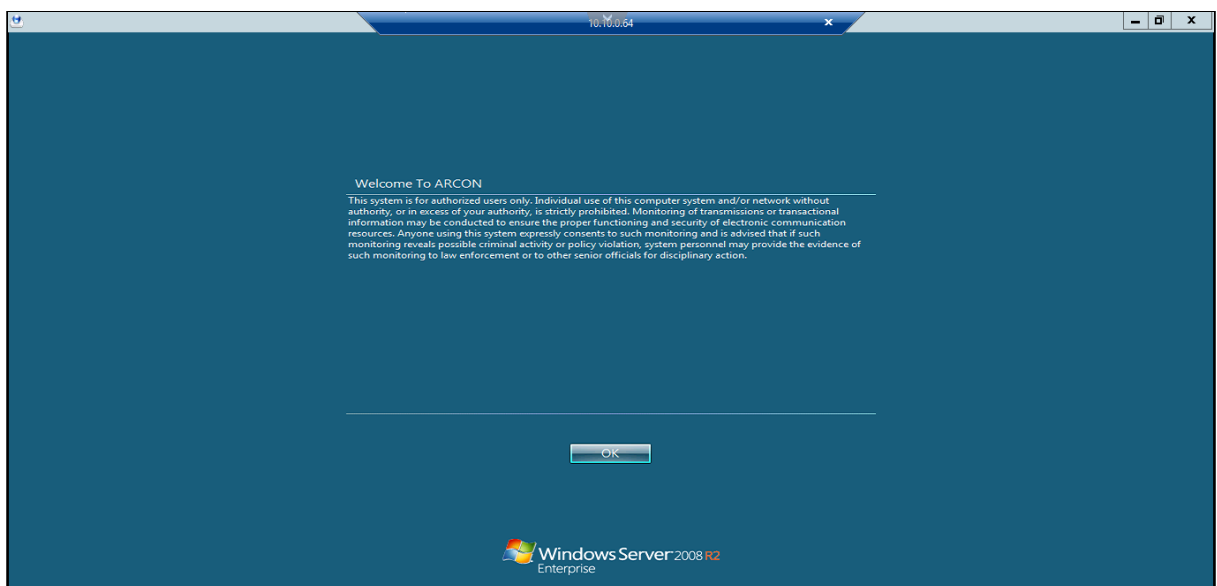 10.10.0.64
Welcome To ARCON
This system is for authorized users only. Individual use of this computer system and/or network without
authority, or in excess of your authority, is strictly prohibited. Monitoring of transmissions or transactional
information may be conducted to ensure the proper functioning and security of electronic communication
resources. Anyone using this system expressly consents to such monitoring and is advised that if such
monitoring reveals possible criminal activity or policy violation, system personnel may provide the evidence of
such monitoring to law enforcement or to other senior officials for disciplinary action.
OK
Windows Server 2008 R2
Enterprise